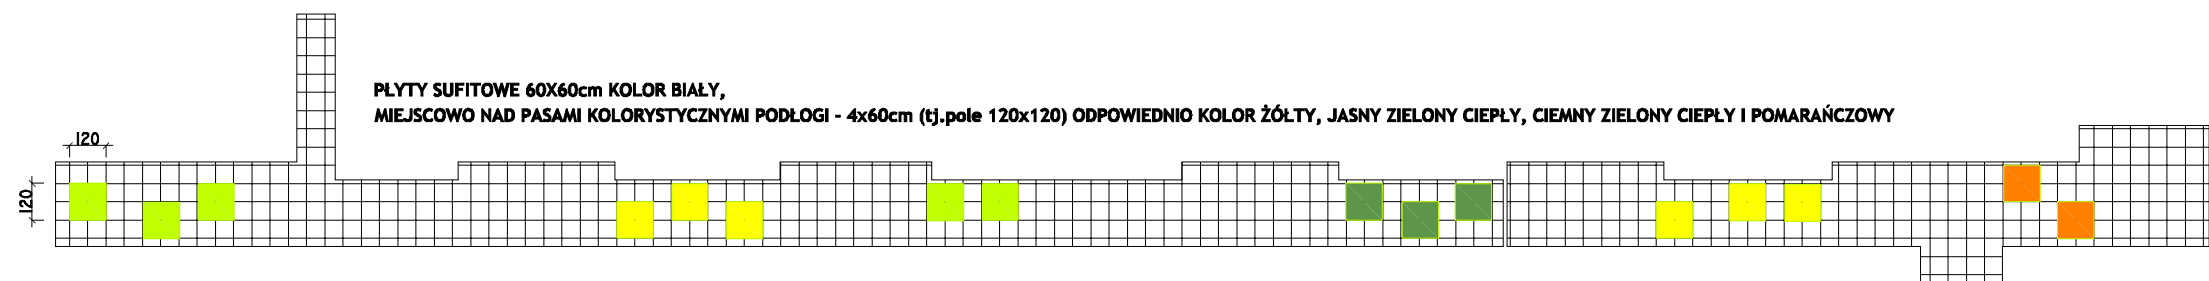 PŁYTY SUFITOWE 60X60cm KOLOR BIAŁY,
MIEJSCOWO NAD PASAMI KOLORYSTYCZNYMI PODŁOGI - 4x60cm (tj.pole 120x120) ODPOWIEDNIO KOLOR ŻÓŁTY, JASNY ZIELONY CIEPŁY, CIEMNY ZIELONY CIEPŁY I POMARAŃCZOWY
120
120